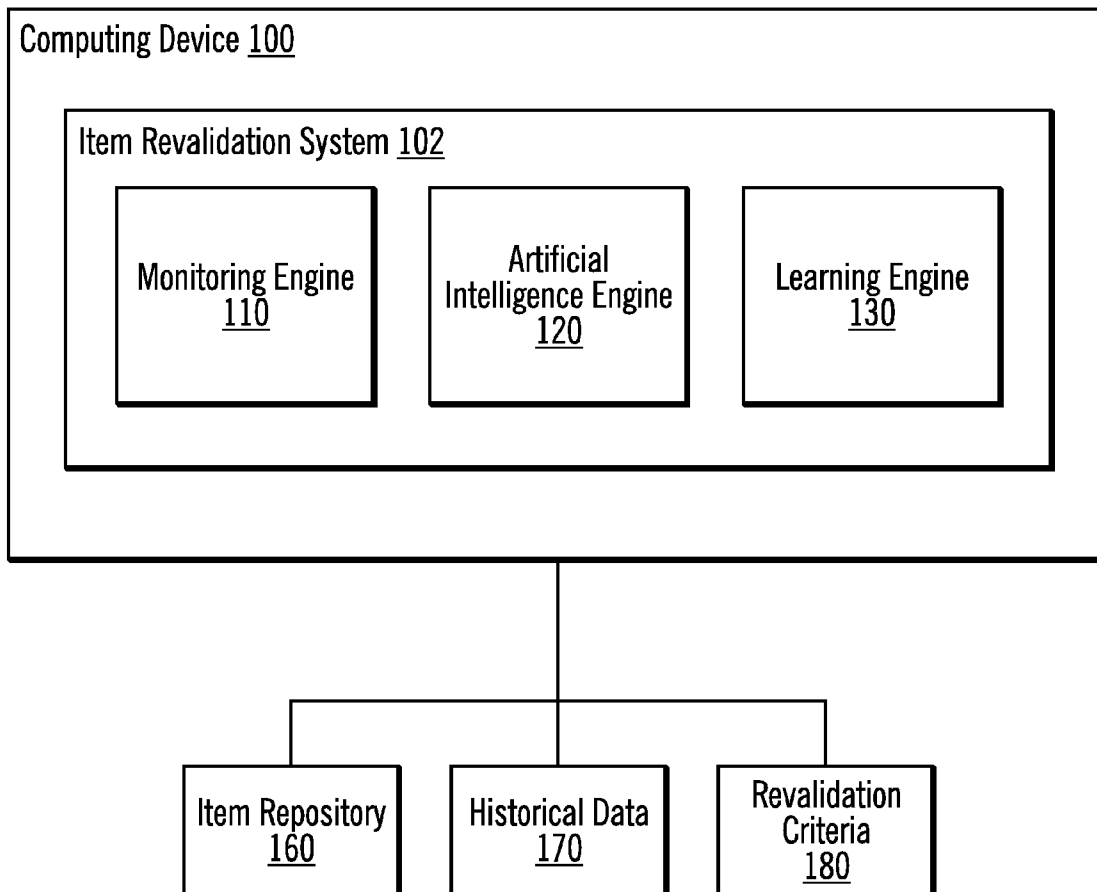 Computing Device 100
Item Revalidation System 102
Monitoring Engine
110
Artificial
Intelligence Engine
120
Learning Engine
130
Item Repository
160
Historical Data
170
Revalidation
Criteria
180